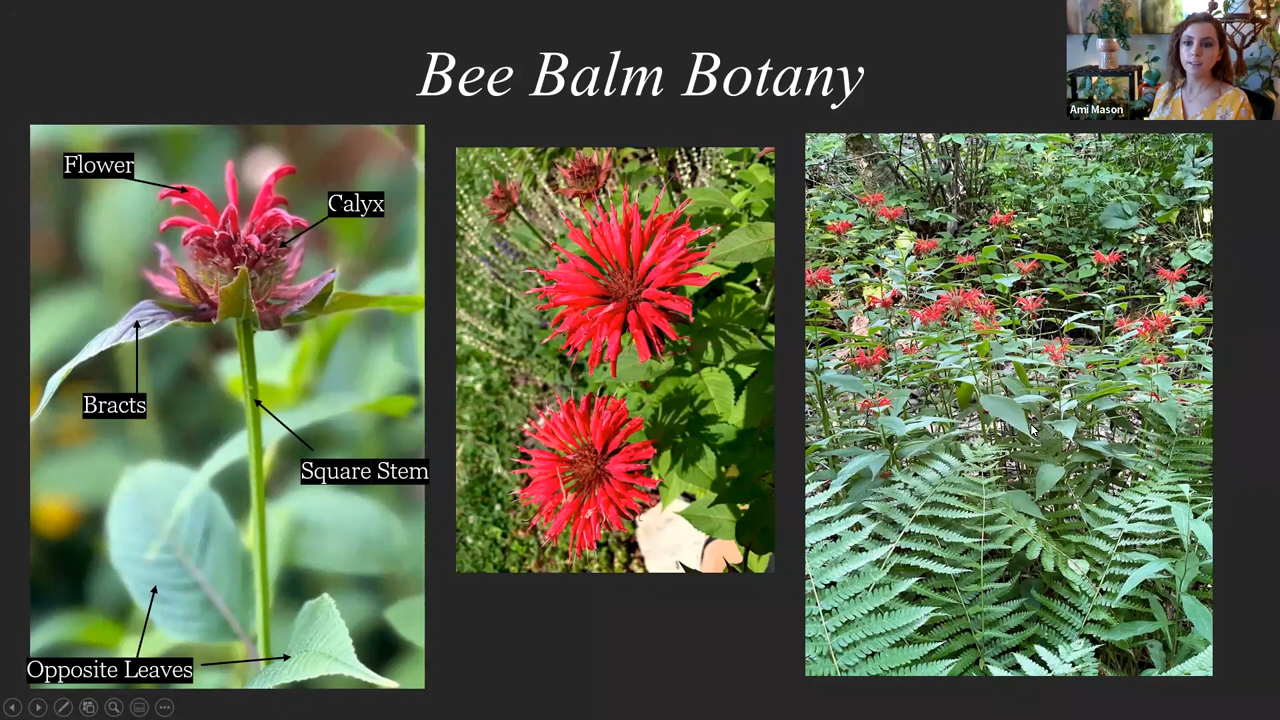 Bee Balm Botany
Ami Mason
Flower
Calyx
Bracts
Square Stem
Opposite Leaves